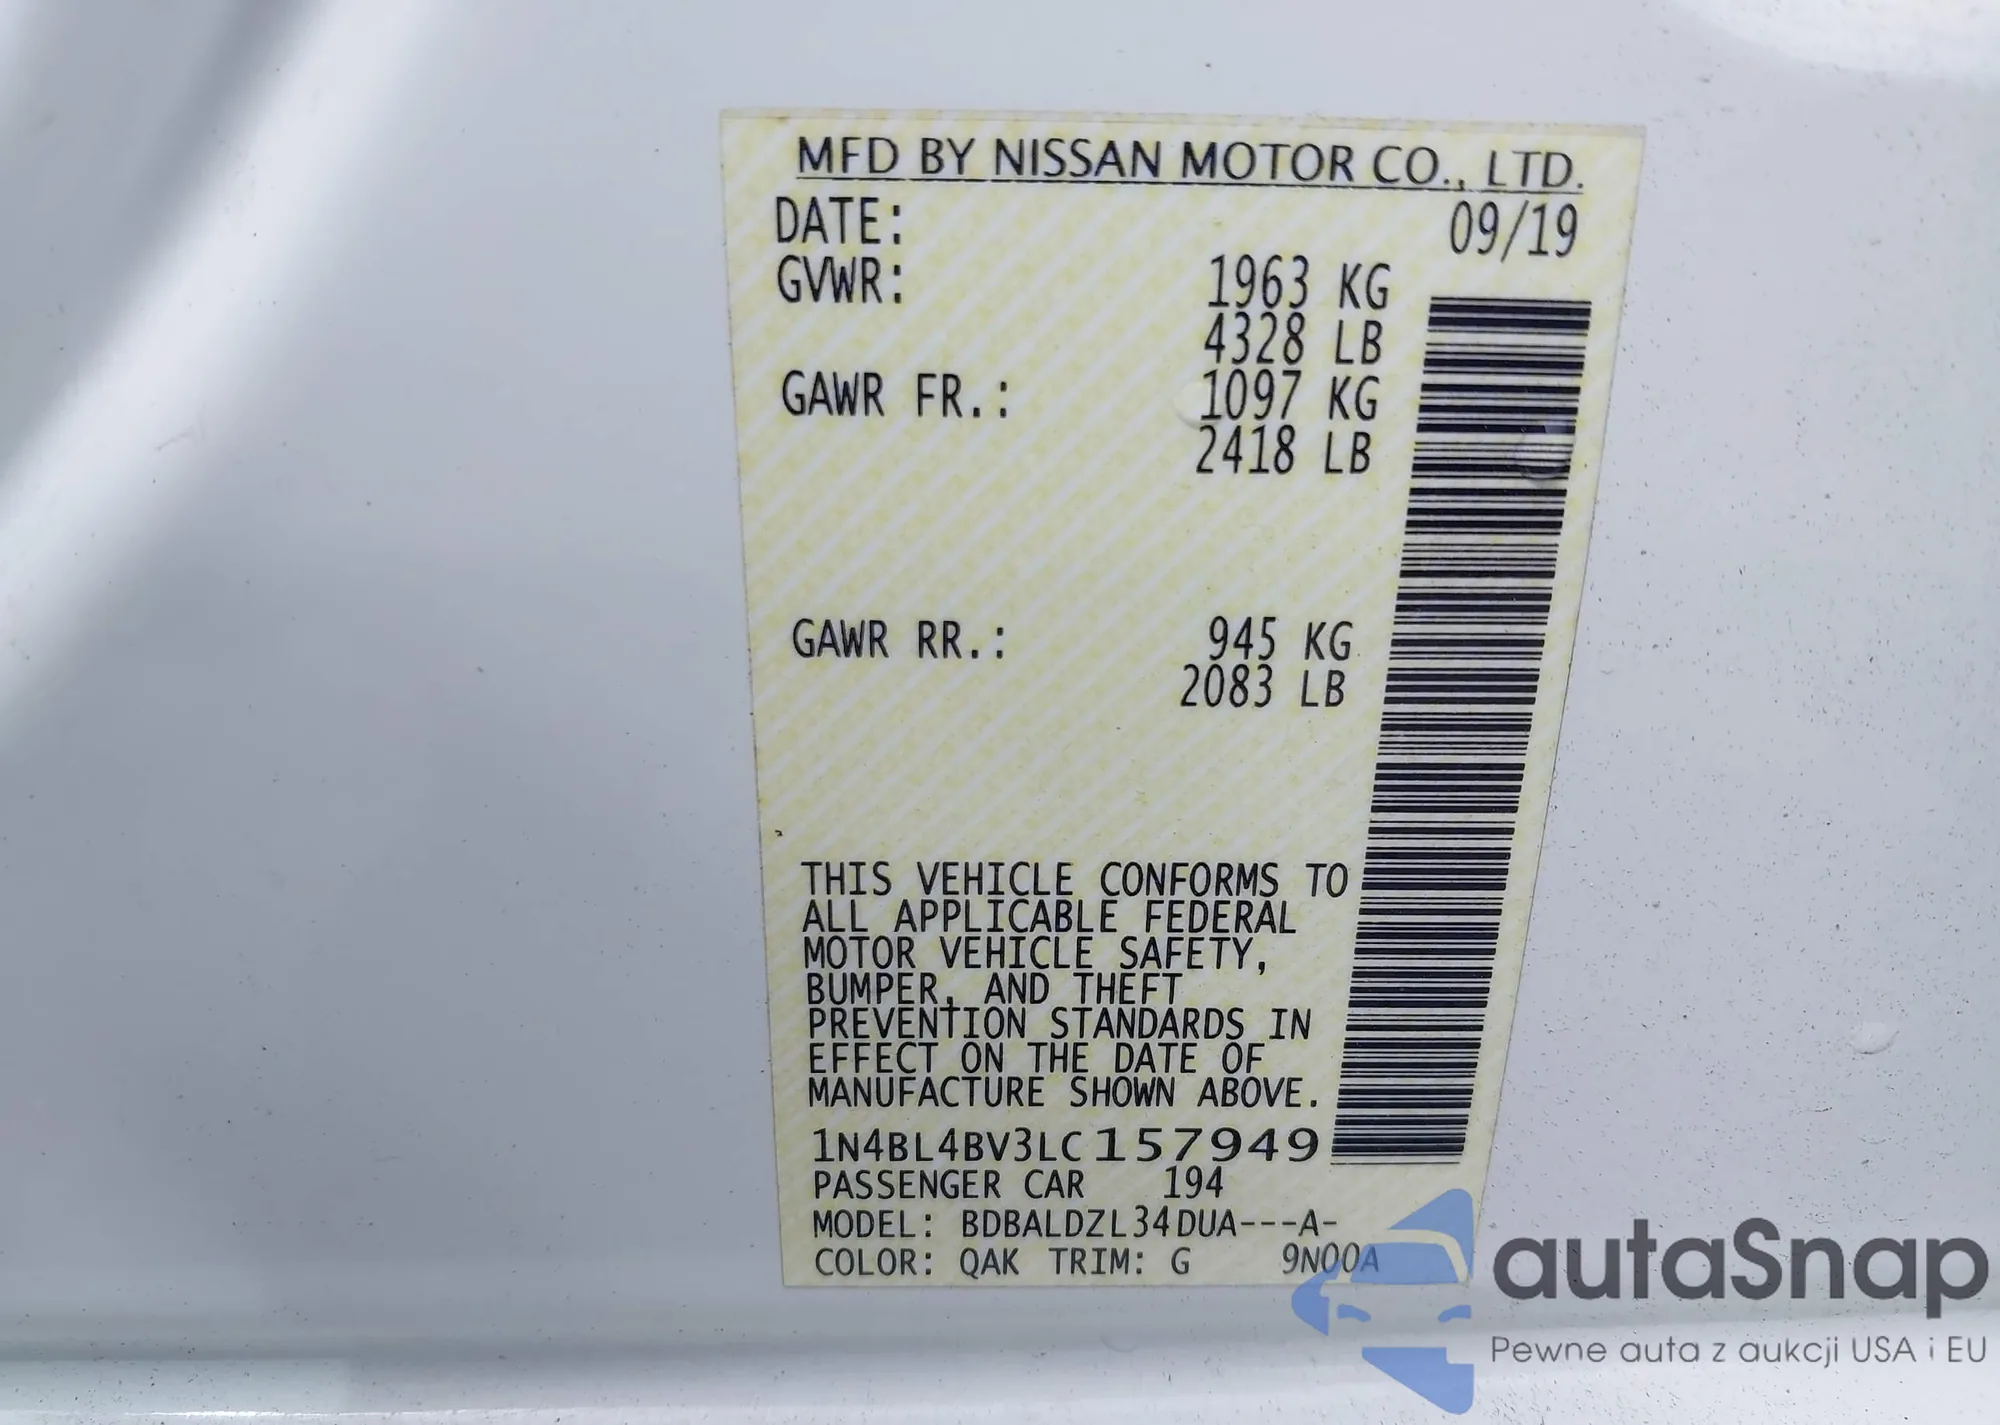 MFD BY NISSAN MOTOR CO., LTD.
DATE: 09/19
GVWR: 1963 KG
4328 LB
GAWR FR.: 1097 KG
2418 LB
GAWR RR.: 945 KG
2083 LB
THIS VEHICLE CONFORMS TO
ALL APPLICABLE FEDERAL
MOTOR VEHICLE SAFETY,
BUMPER, AND THEFT
PREVENTION STANDARDS IN
EFFECT ON THE DATE OF
MANUFACTURE SHOWN ABOVE.
1N4BL4BV3LC157949
PASSENGER CAR 194
MODEL: BDBALDZL34DUA---A-
COLOR: QAK TRIM: G 9N00A
autaSnap
Pewne auta z aukcji USA i EU